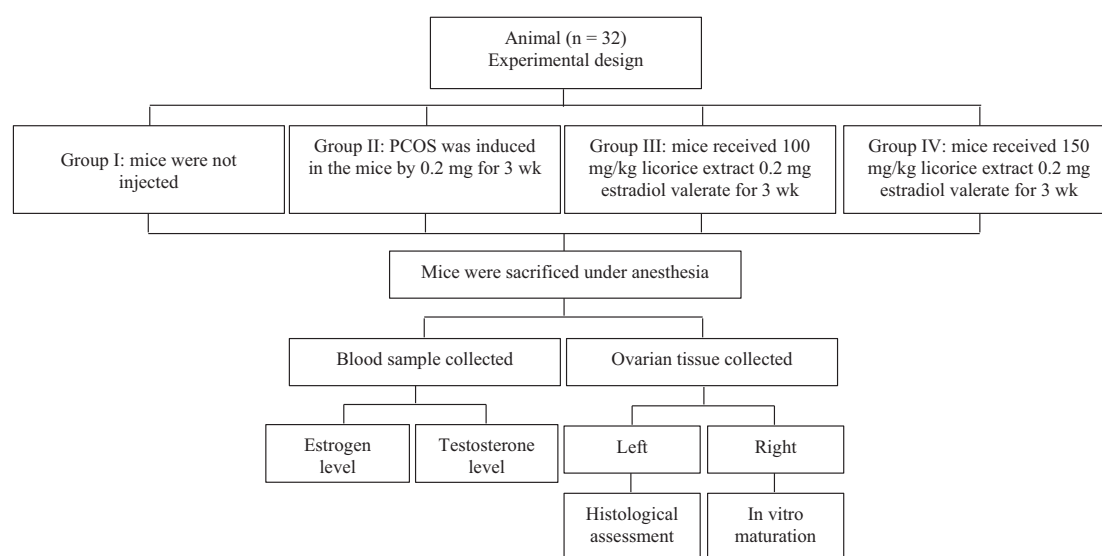 Animal (n = 32)
Experimental design
Group I: mice were not
injected
Group II: PCOS was induced
in the mice by 0.2 mg for 3 wk
Group III: mice received 100
mg/kg licorice extract 0.2 mg
estradiol valerate for 3 wk
Group IV: mice received 150
mg/kg licorice extract 0.2 mg
estradiol valerate for 3 wk
Mice were sacrificed under anesthesia
Blood sample collected
Ovarian tissue collected
Estrogen
level
Testosterone
level
Left
Right
Histological
assessment
In vitro
maturation